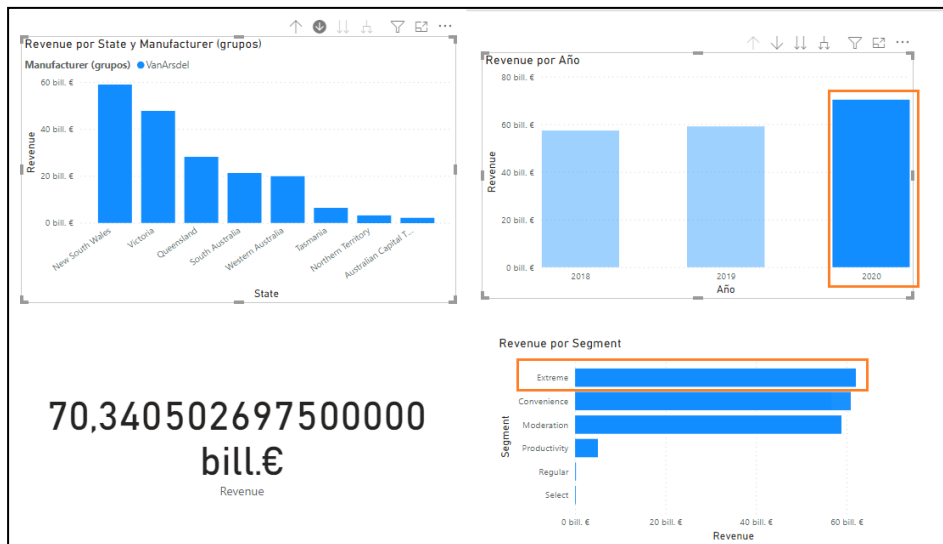 Revenue por State y Manufacturer (grupos)
Manufacturer (grupos) VanArsdel
60 bill. €
40 bill. €
20 bill. €
0 bill. €
Revenue
New South Wales
Victoria
Queensland
South Australia
Western Australia
Tasmania
Northern Territory
Australian Capital T...
State
Revenue por Año
80 bill. €
60 bill. €
40 bill. €
20 bill. €
0 bill. €
Revenue
2018
2019
2020
Año
70,340502697500000
bill.€
Revenue
Revenue por Segment
Segment
Extreme
Convenience
Moderation
Productivity
Regular
Select
0 bill. €
20 bill. €
40 bill. €
60 bill. €
Revenue